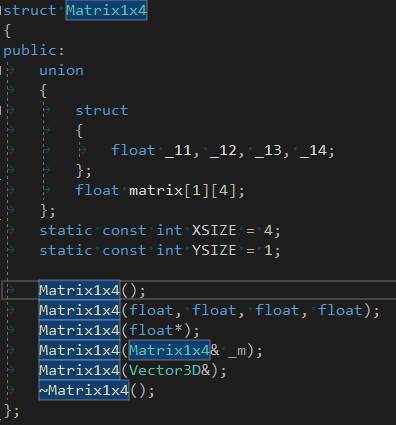 struct Matrix1x4
{
public:
union
{
struct
{
float _11, _12, _13, _14;
};
float matrix[1][4];
};
static const int XSIZE = 4;
static const int YSIZE = 1;
Matrix1x4();
Matrix1x4(float, float, float, float);
Matrix1x4(float*);
Matrix1x4(Matrix1x4& _m);
Matrix1x4(Vector3D&);
~Matrix1x4();
};